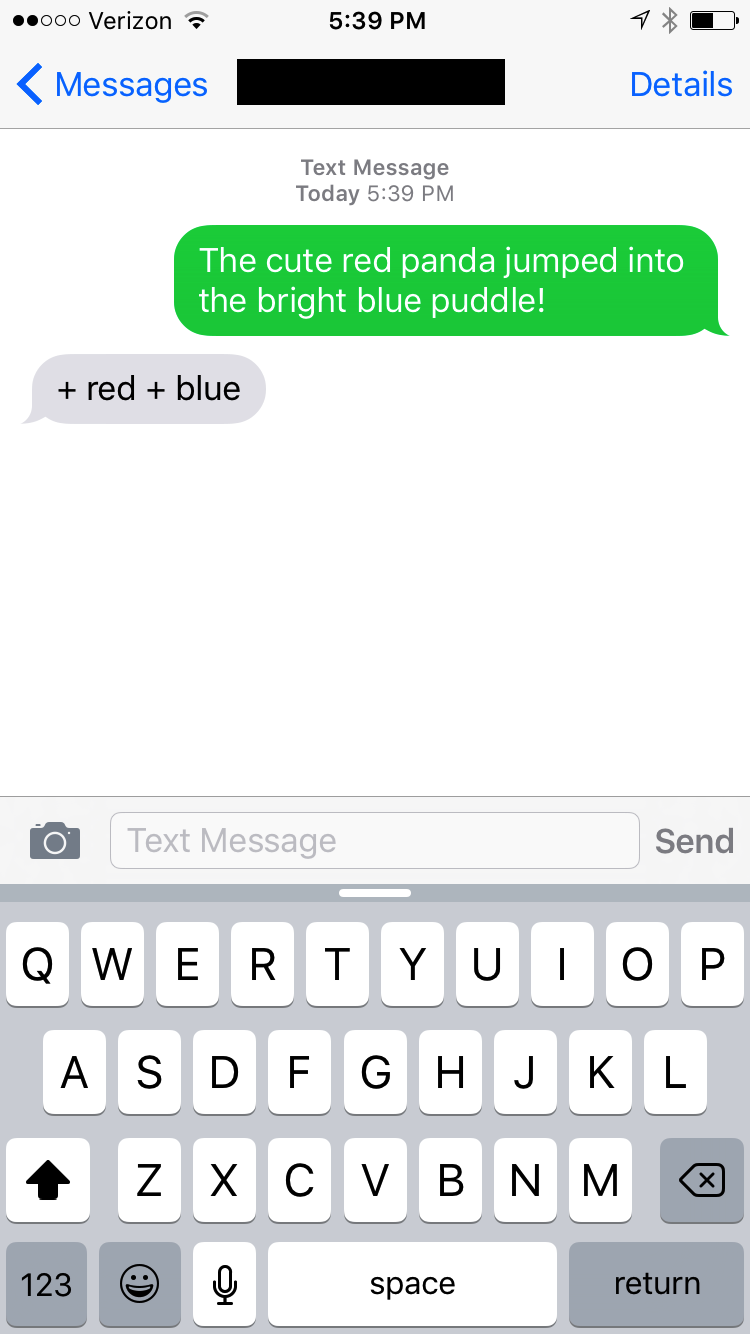 Verizon 5:39 PM
Messages Details
Text Message
Today 5:39 PM
The cute red panda jumped into
the bright blue puddle!
+ red + blue
Text Message Send
Q W E R T Y U I O P
A S D F G H J K L
Z X C V B N M
123 space return